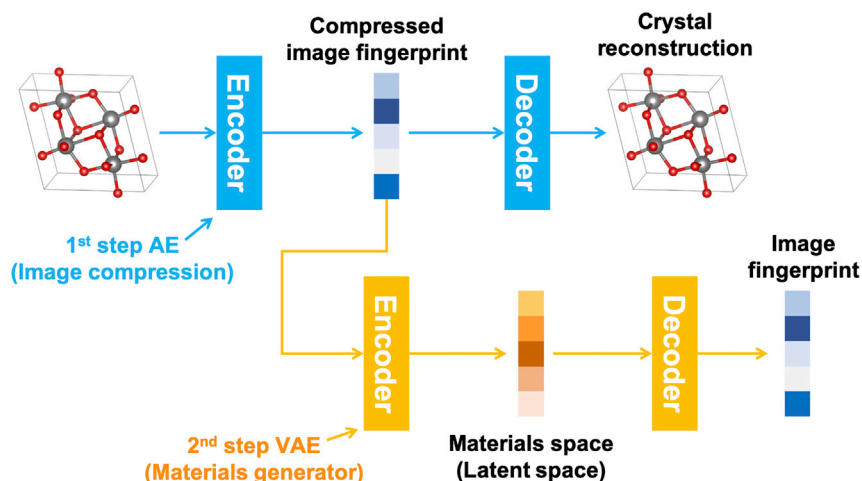 Compressed
image fingerprint
Crystal
reconstruction
Encoder
Decoder
1st step AE
(Image compression)
Image
fingerprint
Encoder
Decoder
2nd step VAE
(Materials generator)
Materials space
(Latent space)